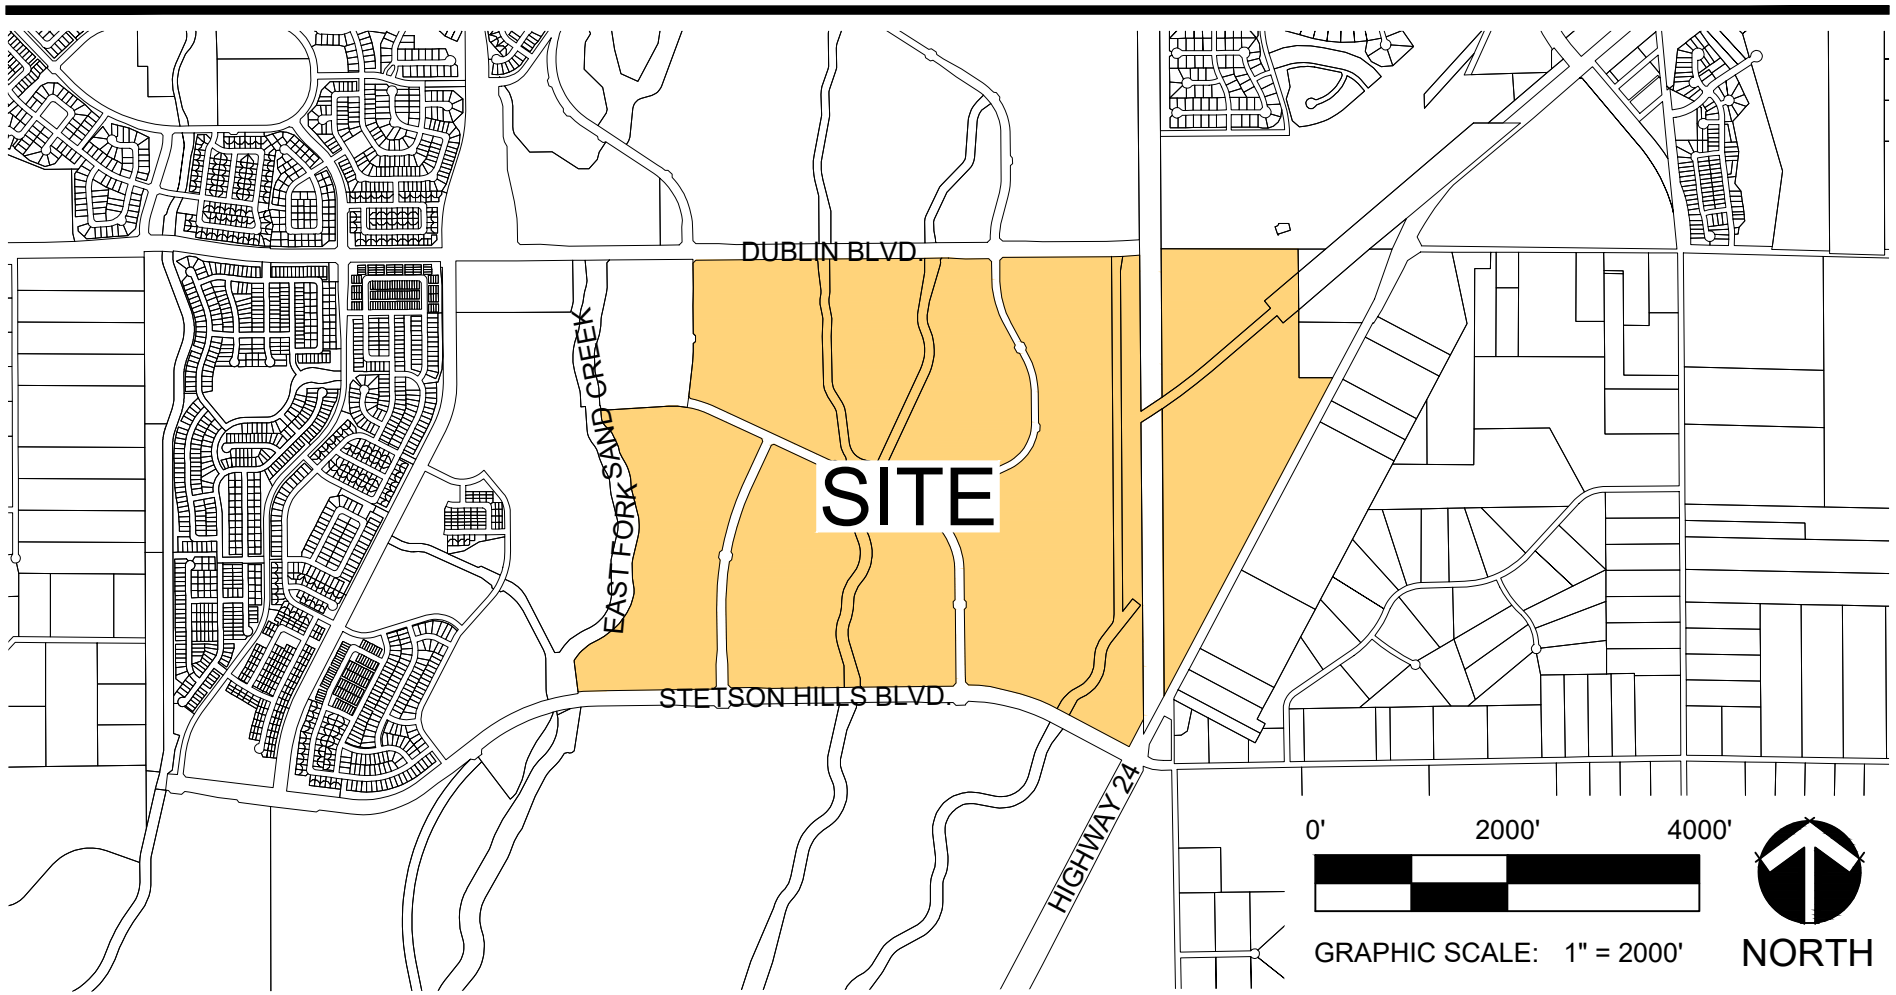 DUBLIN BLVD.
EAST FORK SAND CREEK
SITE
STETSON HILLS BLVD.
HIGHWAY 24
0' 2000' 4000'
GRAPHIC SCALE: 1" = 2000'
NORTH